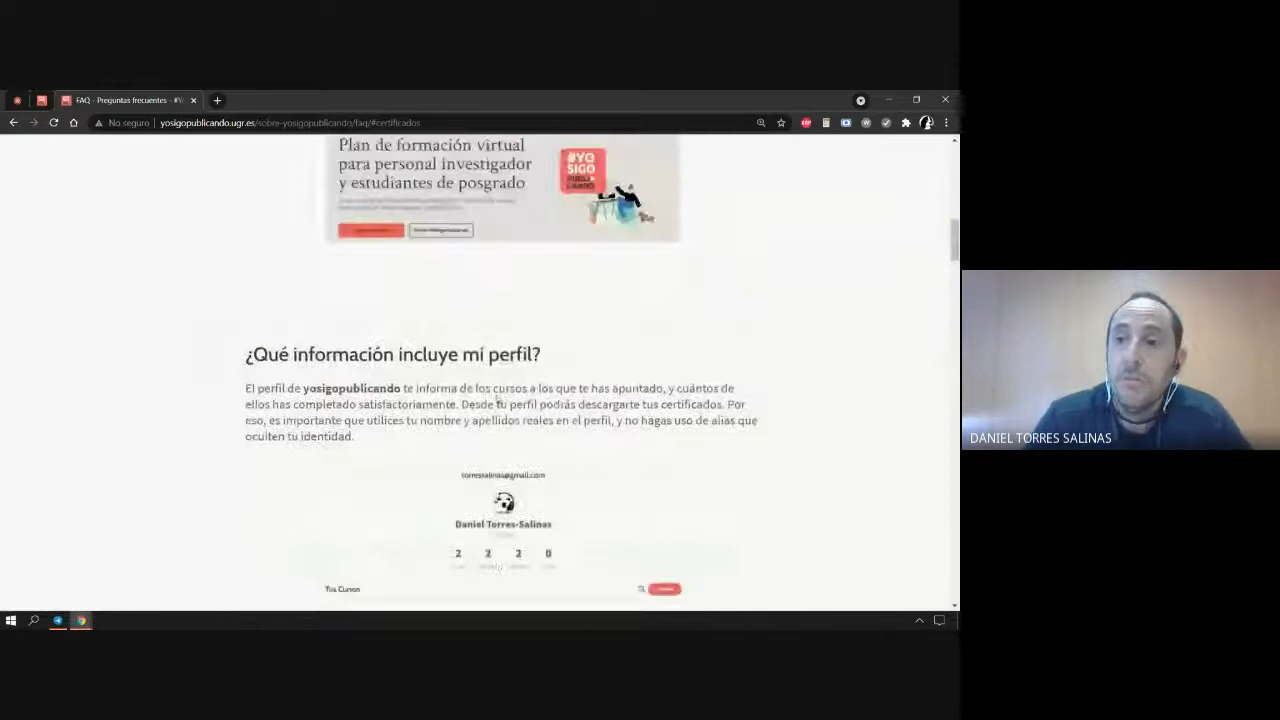 FAQ - Preguntas frecuentes - #Y
No seguro
yosigopublicando.ugr.es/sobre-yosigopublicando/faq/#certificados
Plan de formación virtual
para personal investigador
y estudiantes de posgrado
#YO
SIGO
¿Qué información incluye mi perfil?
El perfil de yosigopublicando te informa de los cursos a los que te has apuntado, y cuántos de
ellos has completado satisfactoriamente. Desde tu perfil podrás descargarte tus certificados. Por
eso, es importante que utilices tu nombre y apellidos reales en el perfil, y no hagas uso de alias que
oculten tu identidad.
torressalinas@gmail.com
Daniel Torres-Salinas
2 2 2 0
Tus Cursos
DANIEL TORRES SALINAS